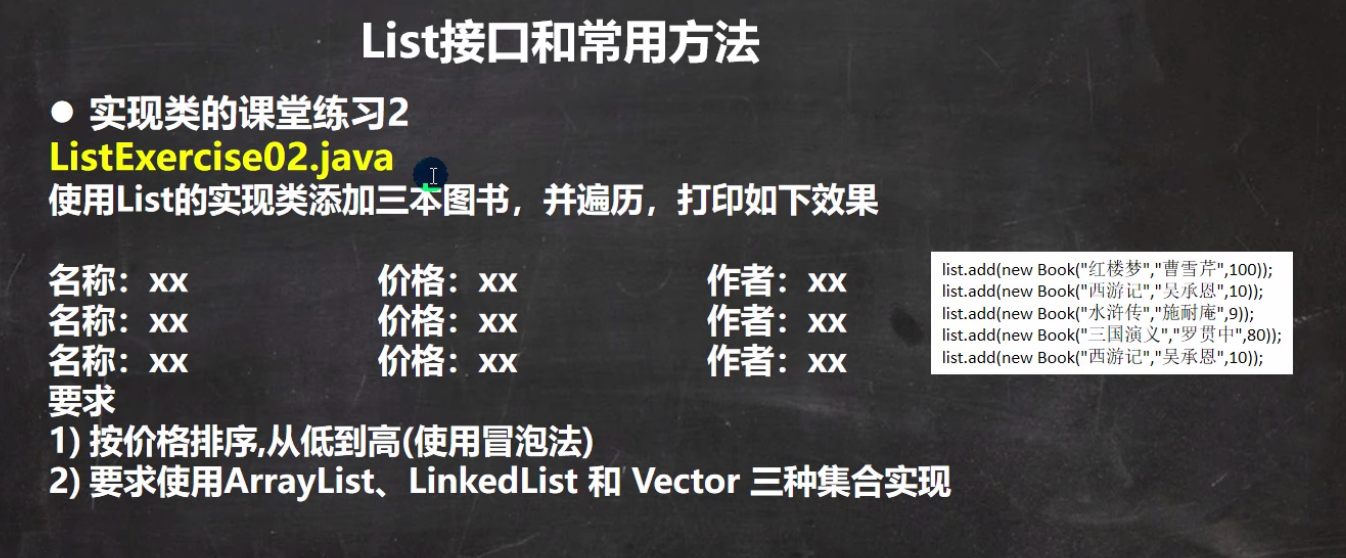 List接口和常用方法
● 实现类的课堂练习2
ListExercise02.java
使用List的实现类添加三本图书，并遍历，打印如下效果
名称：xx 价格：xx 作者：xx
名称：xx 价格：xx 作者：xx
名称：xx 价格：xx 作者：xx
list.add(new Book("红楼梦","曹雪芹",100));
list.add(new Book("西游记","吴承恩",10));
list.add(new Book("水浒传","施耐庵",9));
list.add(new Book("三国演义","罗贯中",80));
list.add(new Book("西游记","吴承恩",10));
要求
1) 按价格排序,从低到高(使用冒泡法)
2) 要求使用ArrayList、LinkedList 和 Vector 三种集合实现